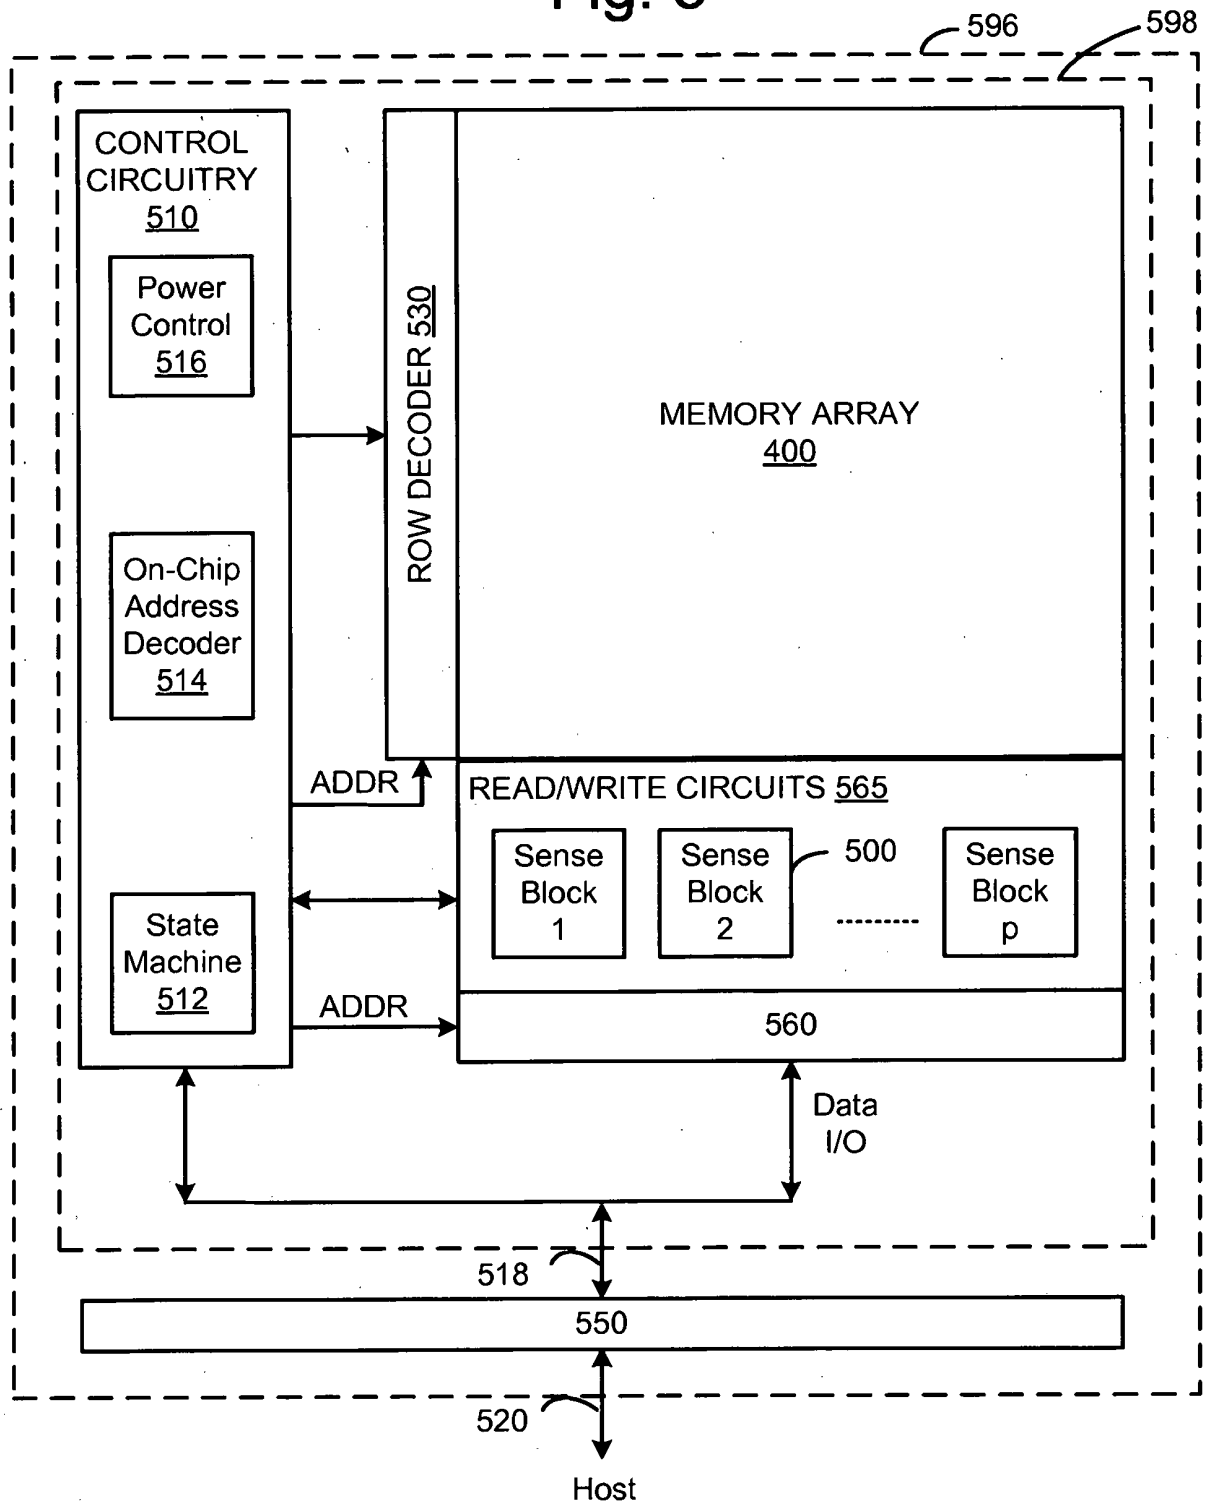 596
598
CONTROL
CIRCUITRY
510
Power
Control
516
On-Chip
Address
Decoder
514
State
Machine
512
ROW DECODER 530
MEMORY ARRAY
400
ADDR
READ/WRITE CIRCUITS 565
Sense
Block
1
Sense
Block
2
500
Sense
Block
p
ADDR
560
Data
I/O
518
550
520
Host